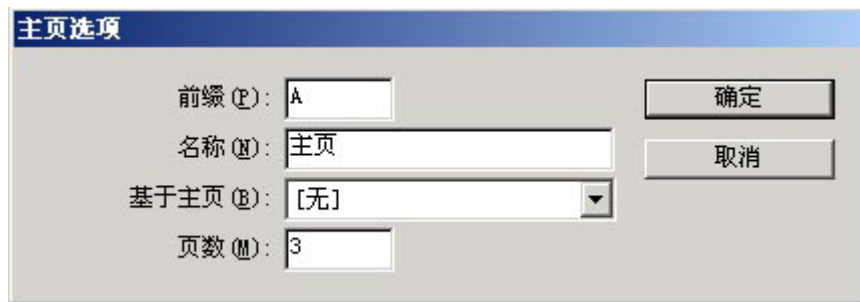 主页选项
前缀(P): A 确定
名称(N): 主页 取消
基于主页(B): [无]
页数(M): 3